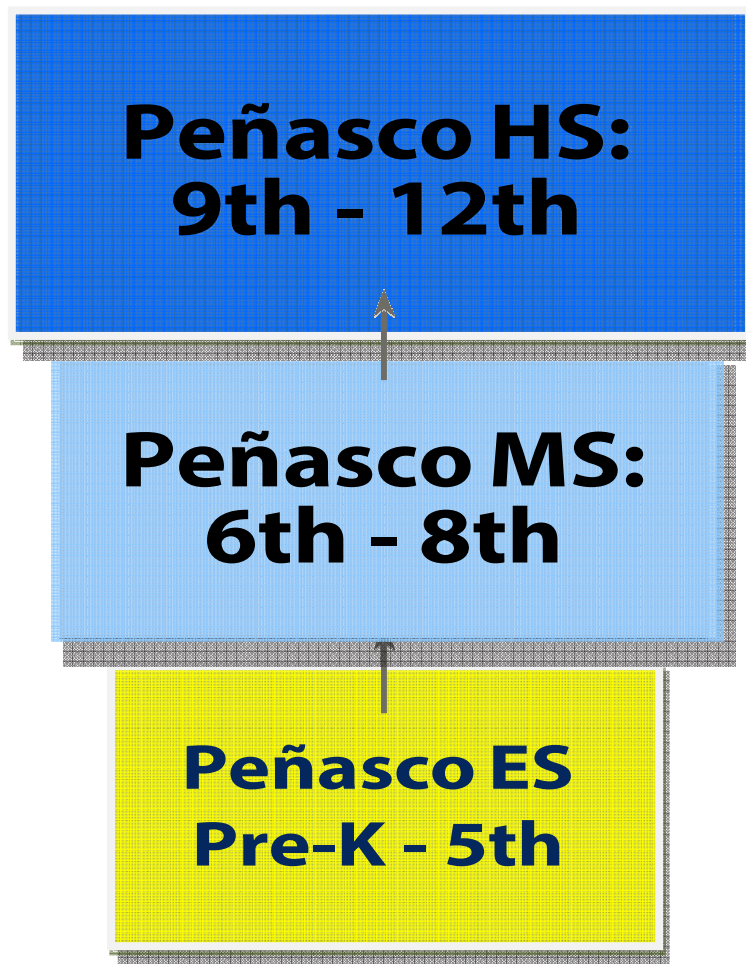 Peñasco HS:
9th - 12th
Peñasco MS:
6th - 8th
Peñasco ES
Pre-K - 5th